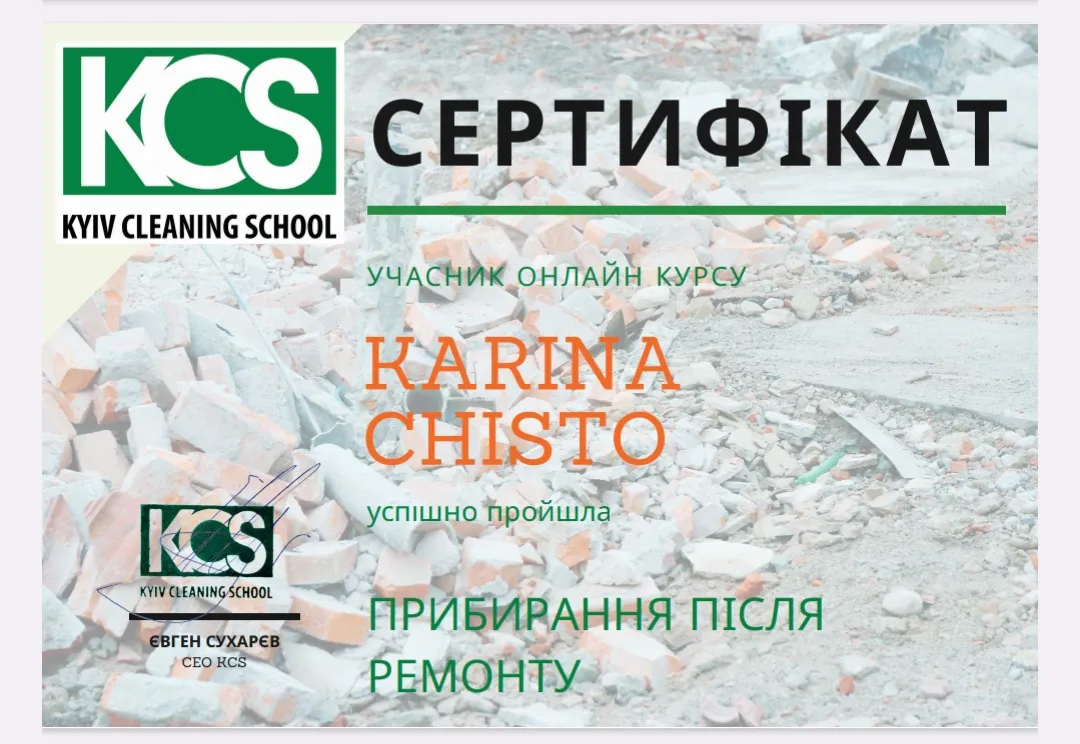 KCS
KYIV CLEANING SCHOOL
СЕРТИФІКАТ
УЧАСНИК ОНЛАЙН КУРСУ
KARINA
CHISTO
успішно пройшла
ПРИБИРАННЯ ПІСЛЯ
РЕМОНТУ
KCS
KYIV CLEANING SCHOOL
ЄВГЕН СУХАРЄВ
CEO KCS